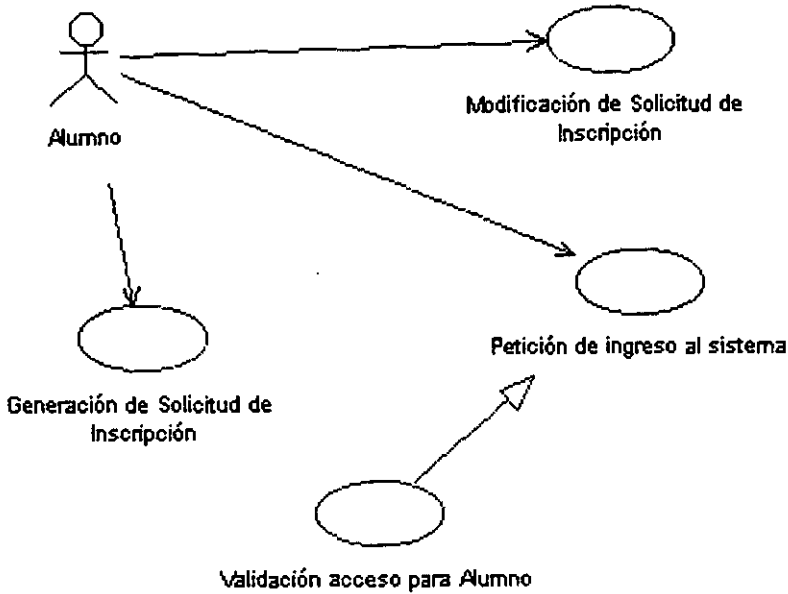 Alumno
Modificación de Solicitud de
Inscripción
Petición de ingreso al sistema
Generación de Solicitud de
Inscripción
Validación acceso para Alumno